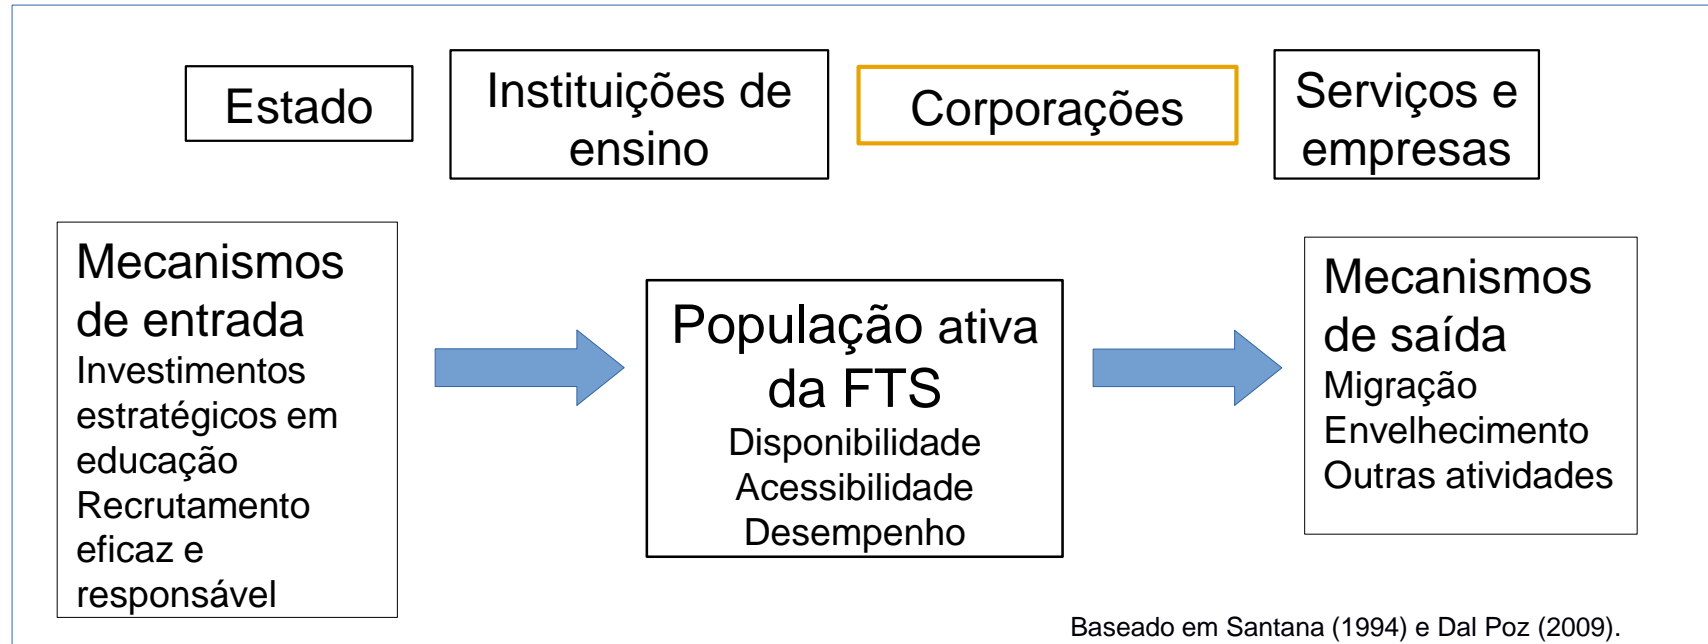 Estado
Instituições de
ensino
Corporações
Serviços e
empresas
Mecanismos
de entrada
Investimentos
estratégicos em
educação
Recrutamento
eficaz e
responsável
População ativa
da FTS
Disponibilidade
Acessibilidade
Desempenho
Mecanismos
de saída
Migração
Envelhecimento
Outras atividades
Baseado em Santana (1994) e Dal Poz (2009).